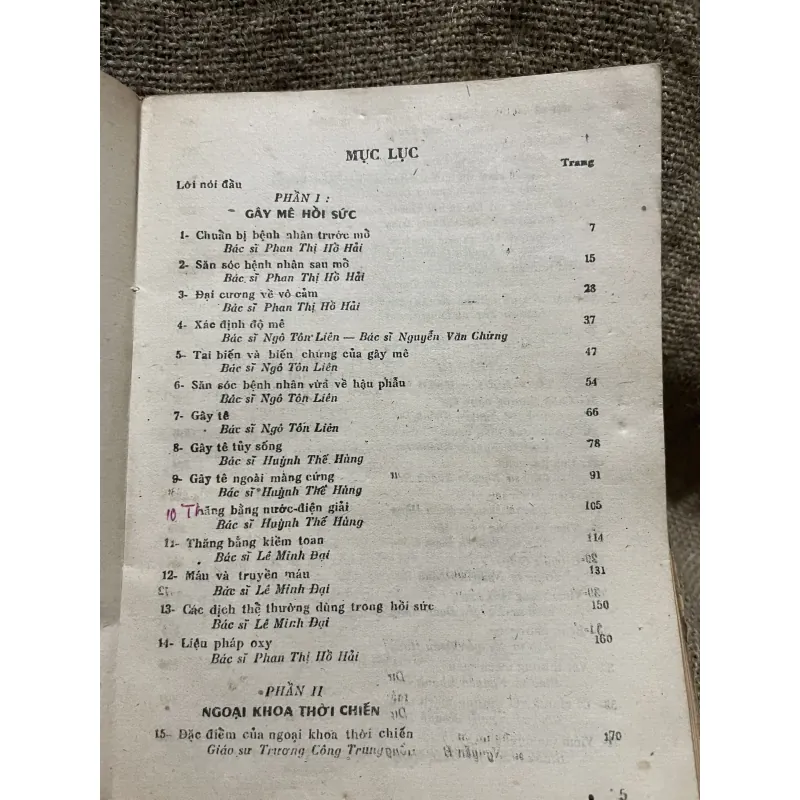 MỤC LỤC
Trang
Lời nói đầu
PHẦN I :
GÂY MÊ HỒI SỨC
1- Chuẩn bị bệnh nhân trước mổ 7
Bác sĩ Phan Thị Hồ Hải
2- Săn sóc bệnh nhân sau mổ 15
Bác sĩ Phan Thị Hồ Hải
3- Đại cương về vô cảm 28
Bác sĩ Phan Thị Hồ Hải
4- Xác định độ mê 37
Bác sĩ Ngô Tôn Liên — Bác sĩ Nguyễn Văn Chừng
5- Tai biến và biến chứng của gây mê 47
Bác sĩ Ngô Tôn Liên
6- Săn sóc bệnh nhân vừa về hậu phẫu 54
Bác sĩ Ngô Tôn Liên
7- Gây tê 66
Bác sĩ Ngô Tôn Liên
8- Gây tê tủy sống 78
Bác sĩ Huỳnh Thế Hùng
9- Gây tê ngoài màng cứng 91
Bác sĩ Huỳnh Thế Hùng
10 Thăng bằng nước-điện giải 105
Bác sĩ Huỳnh Thế Hùng
11- Thăng bằng kiềm toan 114
Bác sĩ Lê Minh Đại
12- Máu và truyền máu 131
Bác sĩ Lê Minh Đại
13- Các dịch thể thường dùng trong hồi sức 150
Bác sĩ Lê Minh Đại
14- Liệu pháp oxy 160
Bác sĩ Phan Thị Hồ Hải
PHẦN II
NGOẠI KHOA THỜI CHIẾN
15- Đặc điểm của ngoại khoa thời chiến 170
Giáo sư Trương Công Trung
5